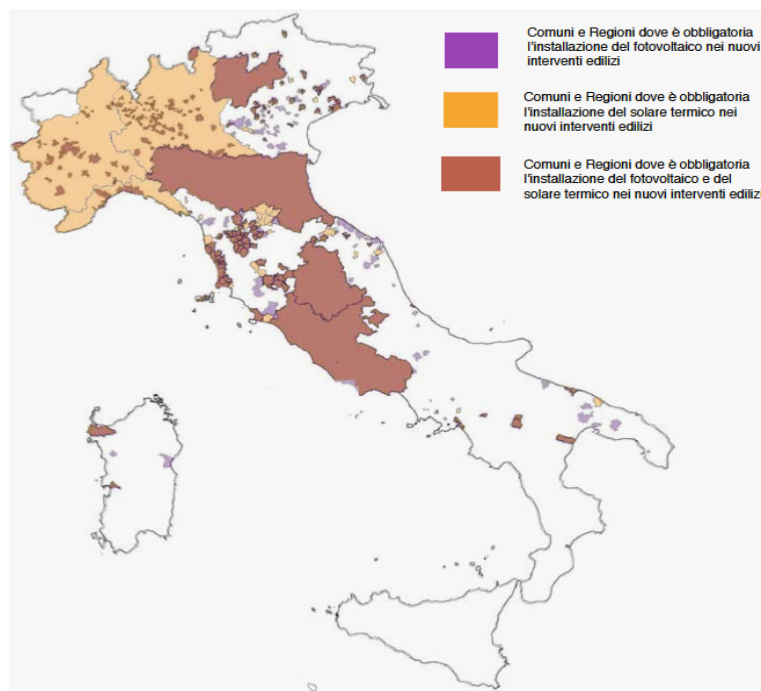 Comuni e Regioni dove è obbligatoria
l'installazione del fotovoltaico nei nuovi
interventi edilizi
Comuni e Regioni dove è obbligatoria
l'installazione del solare termico nei
nuovi interventi edilizi
Comuni e Regioni dove è obbligatoria
l'installazione del fotovoltaico e del
solare termico nei nuovi interventi edilizi